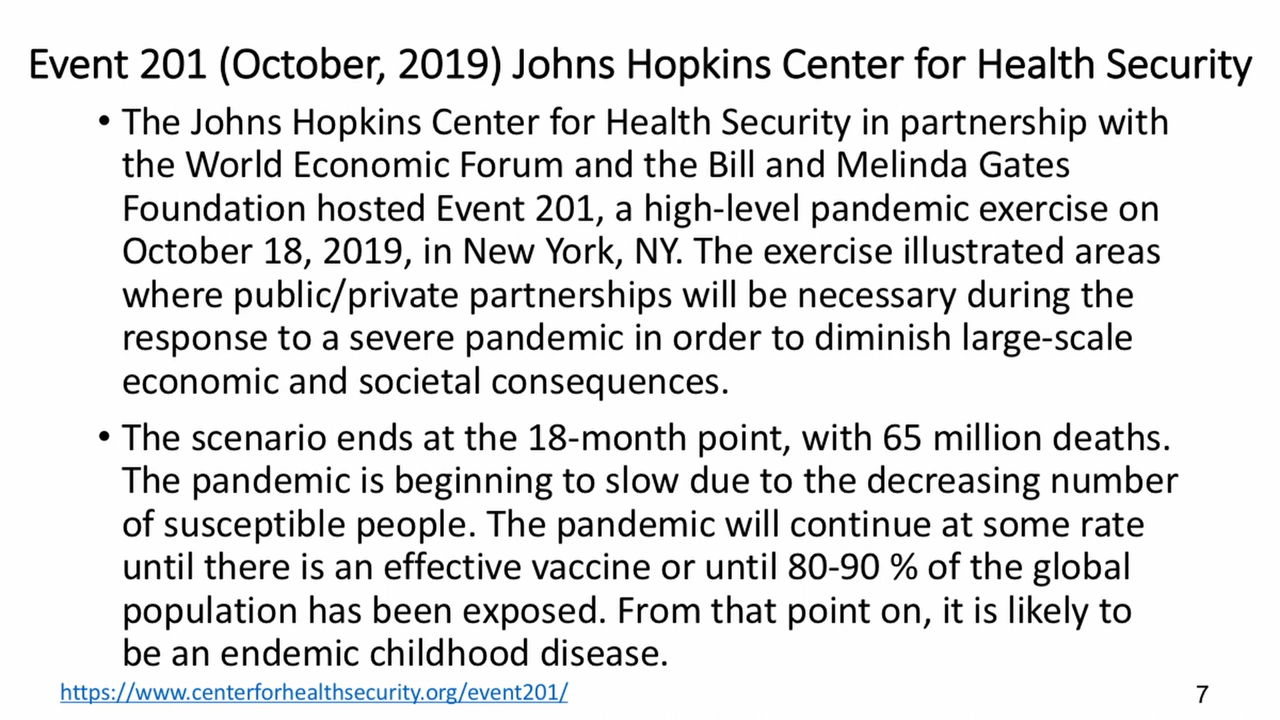 Event 201 (October, 2019) Johns Hopkins Center for Health Security
• The Johns Hopkins Center for Health Security in partnership with
the World Economic Forum and the Bill and Melinda Gates
Foundation hosted Event 201, a high-level pandemic exercise on
October 18, 2019, in New York, NY. The exercise illustrated areas
where public/private partnerships will be necessary during the
response to a severe pandemic in order to diminish large-scale
economic and societal consequences.
• The scenario ends at the 18-month point, with 65 million deaths.
The pandemic is beginning to slow due to the decreasing number
of susceptible people. The pandemic will continue at some rate
until there is an effective vaccine or until 80-90 % of the global
population has been exposed. From that point on, it is likely to
be an endemic childhood disease.
https://www.centerforhealthsecurity.org/event201/
7